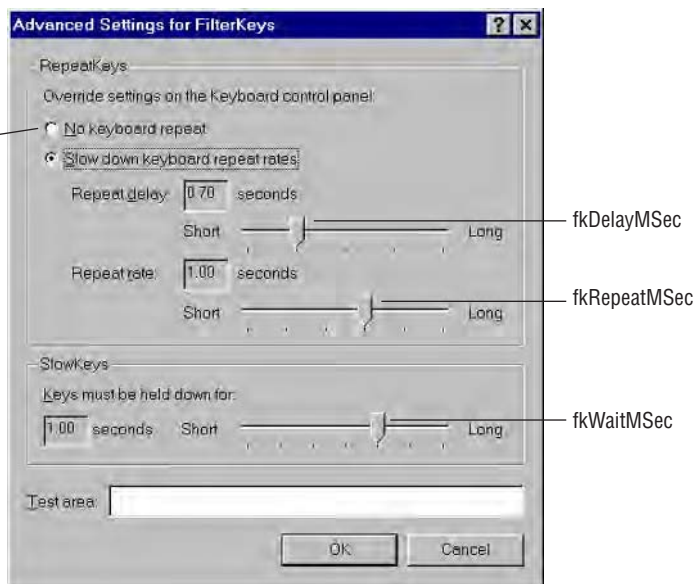 Advanced Settings for FilterKeys
RepeatKeys
Override settings on the Keyboard control panel:
No keyboard repeat
Slow down keyboard repeat rates
Repeat delay: 0.70 seconds
Short Long
fkDelayMSec
Repeat rate: 1.00 seconds
Short Long
fkRepeatMSec
SlowKeys
Keys must be held down for:
1.00 seconds Short Long
fkWaitMSec
Test area:
OK Cancel